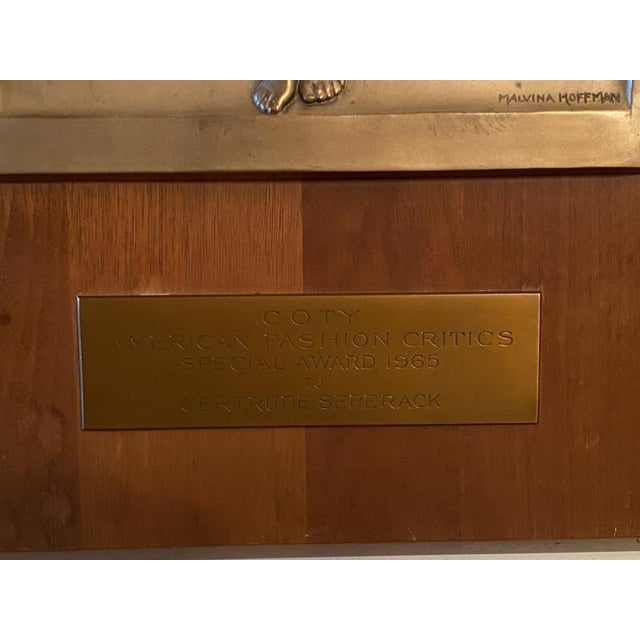 MALVINA HOFFMAN
COTY
AMERICAN FASHION CRITICS
SPECIAL AWARD 1965
TO
GERTRUDE SEPERACK